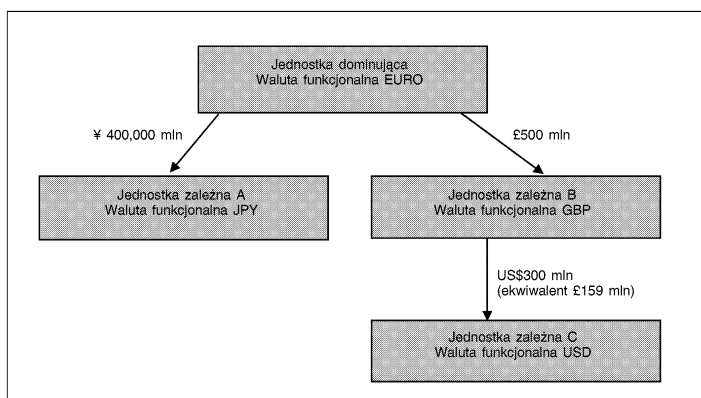 Jednostka dominująca
Waluta funkcjonalna EURO
¥ 400,000 mln
£500 mln
Jednostka zależna A
Waluta funkcjonalna JPY
Jednostka zależna B
Waluta funkcjonalna GBP
US$300 mln
(ekwiwalent £159 mln)
Jednostka zależna C
Waluta funkcjonalna USD